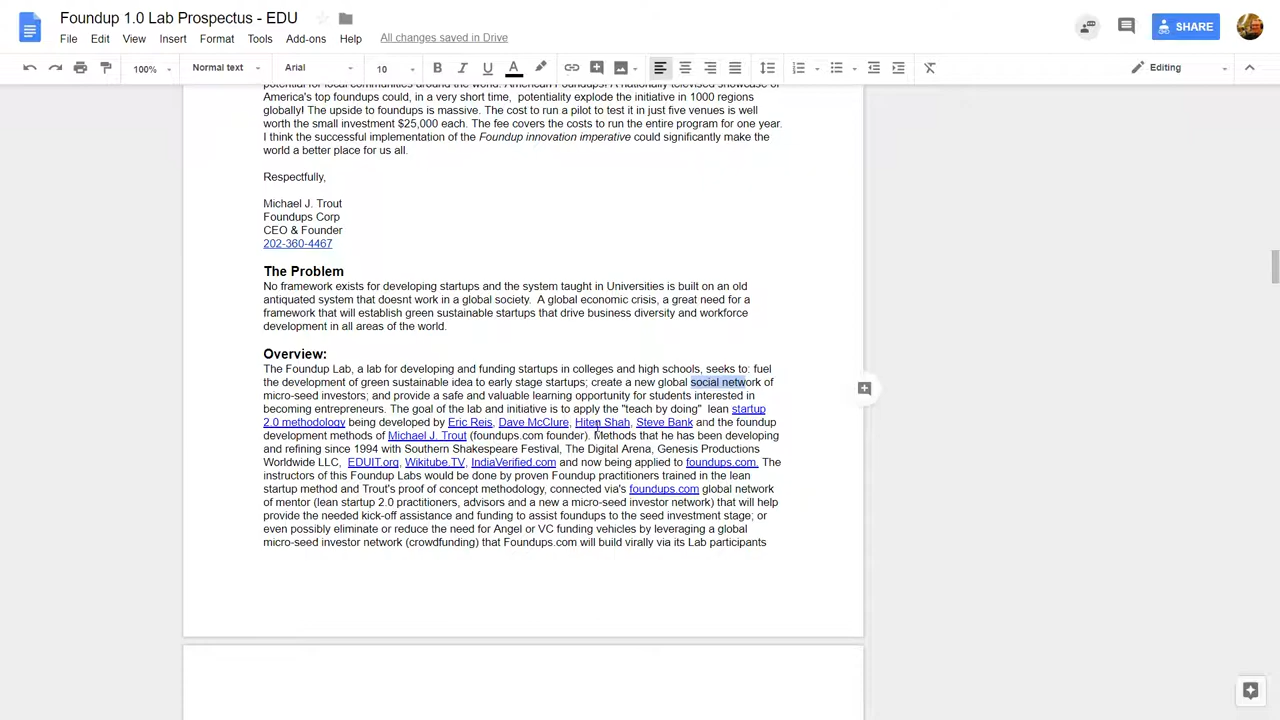 Foundup 1.0 Lab Prospectus - EDU
File Edit View Insert Format Tools Add-ons Help All changes saved in Drive
SHARE
100% Normal text Arial 10 B I U A Editing
America's top foundups could, in a very short time, potentiality explode the initiative in 1000 regions
globally! The upside to foundups is massive. The cost to run a pilot to test it in just five venues is well
worth the small investment $25,000 each. The fee covers the costs to run the entire program for one year.
I think the successful implementation of the Foundup innovation imperative could significantly make the
world a better place for us all.
Respectfully,
Michael J. Trout
Foundups Corp
CEO & Founder
202-360-4467
The Problem
No framework exists for developing startups and the system taught in Universities is built on an old
antiquated system that doesnt work in a global society. A global economic crisis, a great need for a
framework that will establish green sustainable startups that drive business diversity and workforce
development in all areas of the world.
Overview:
The Foundup Lab, a lab for developing and funding startups in colleges and high schools, seeks to: fuel
the development of green sustainable idea to early stage startups; create a new global social network of
micro-seed investors; and provide a safe and valuable learning opportunity for students interested in
becoming entrepreneurs. The goal of the lab and initiative is to apply the "teach by doing" lean startup
2.0 methodology being developed by Eric Reis, Dave McClure, Hiten Shah, Steve Bank and the foundup
development methods of Michael J. Trout (foundups.com founder). Methods that he has been developing
and refining since 1994 with Southern Shakespeare Festival, The Digital Arena, Genesis Productions
Worldwide LLC, EDUIT.org, Wikitube.TV, IndiaVerified.com and now being applied to foundups.com. The
instructors of this Foundup Labs would be done by proven Foundup practitioners trained in the lean
startup method and Trout's proof of concept methodology, connected via's foundups.com global network
of mentor (lean startup 2.0 practitioners, advisors and a new a micro-seed investor network) that will help
provide the needed kick-off assistance and funding to assist foundups to the seed investment stage; or
even possibly eliminate or reduce the need for Angel or VC funding vehicles by leveraging a global
micro-seed investor network (crowdfunding) that Foundups.com will build virally via its Lab participants